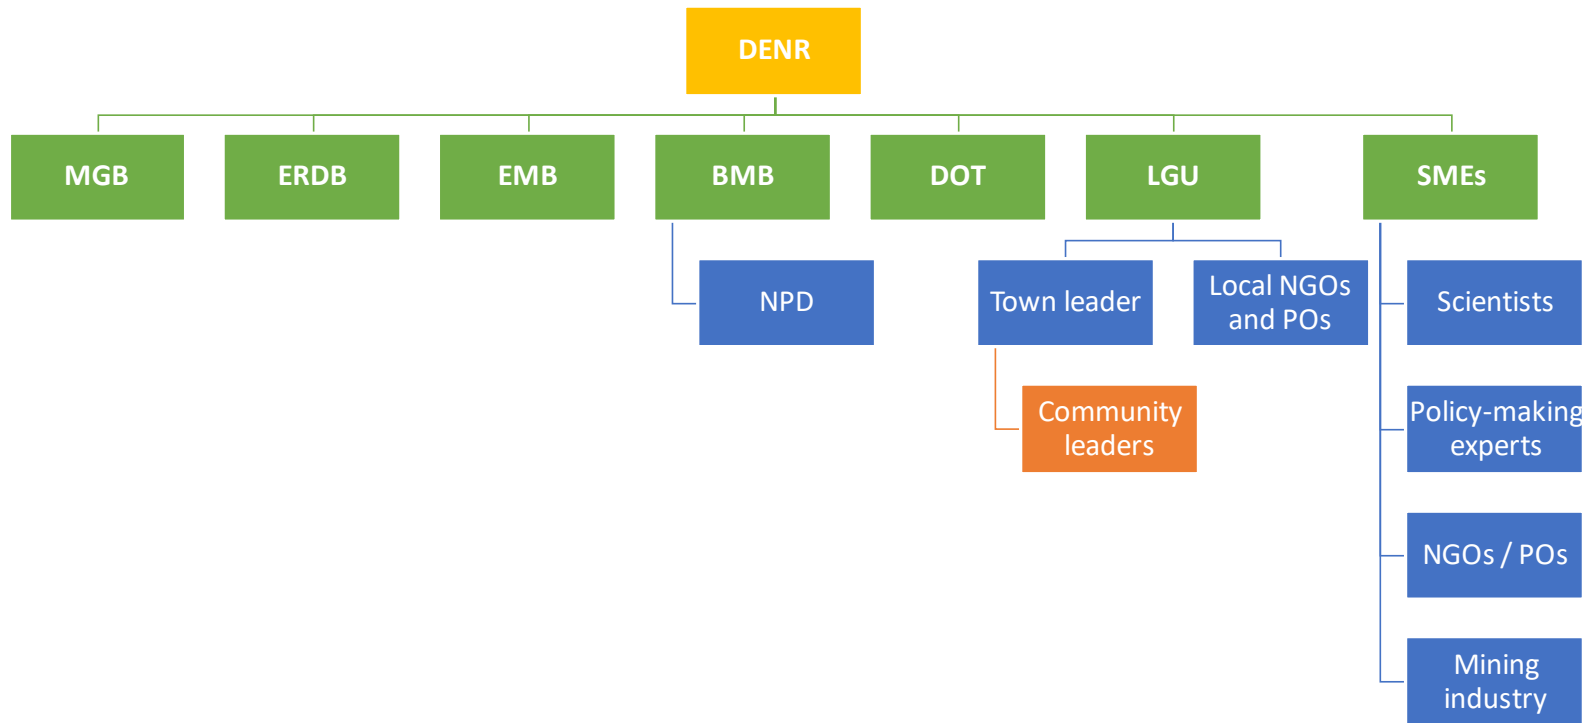 DENR
MGB
ERDB
EMB
BMB
DOT
LGU
SMEs
NPD
Town leader
Local NGOs
and POs
Scientists
Community
leaders
Policy-making
experts
NGOs / POs
Mining
industry